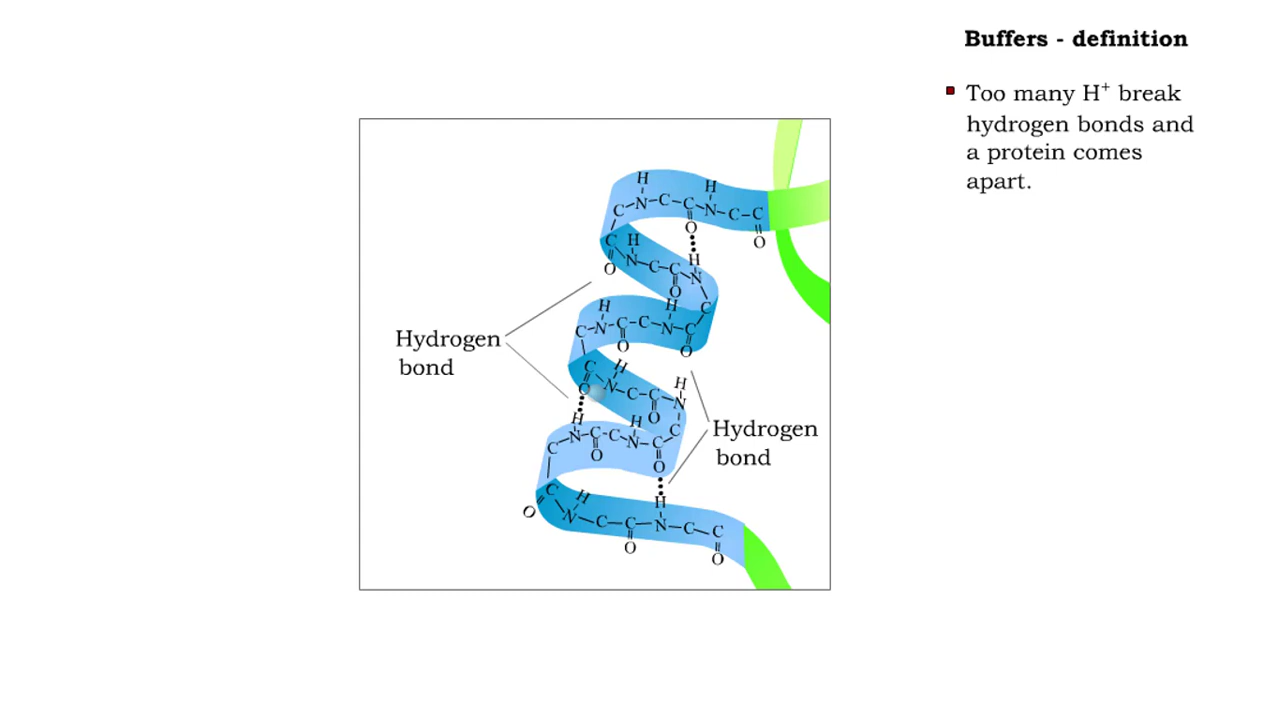 Buffers - definition
Too many H⁺ break
hydrogen bonds and
a protein comes
apart.
H
H
C N C C N C C
O
O
C H
O N C C N
H
O
H H
C
C N C C N C
O
O
C H
O N C C N
H
O
H H
C
C N C C N C
O
O
C H
O N C C N C C
H
O
O
Hydrogen
bond
Hydrogen
bond